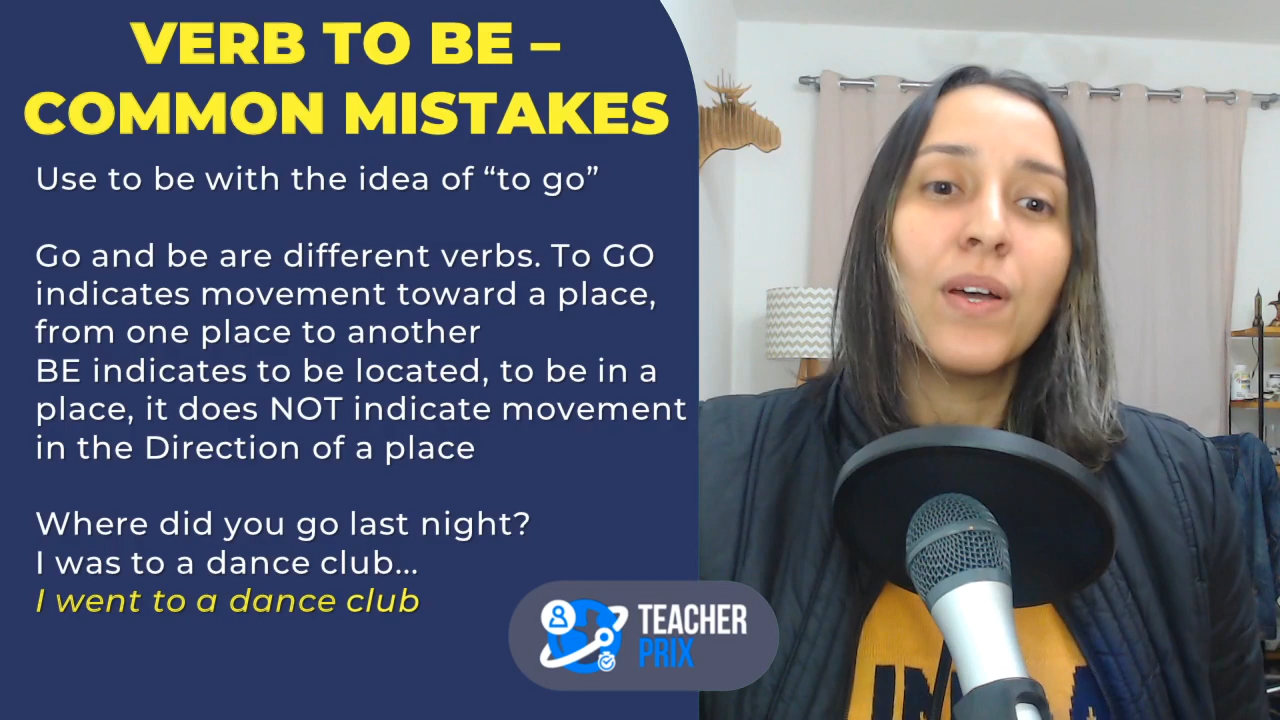 VERB TO BE –
COMMON MISTAKES
Use to be with the idea of “to go”
Go and be are different verbs. To GO
indicates movement toward a place,
from one place to another
BE indicates to be located, to be in a
place, it does NOT indicate movement
in the Direction of a place
Where did you go last night?
I was to a dance club...
I went to a dance club
TEACHER
PRIX